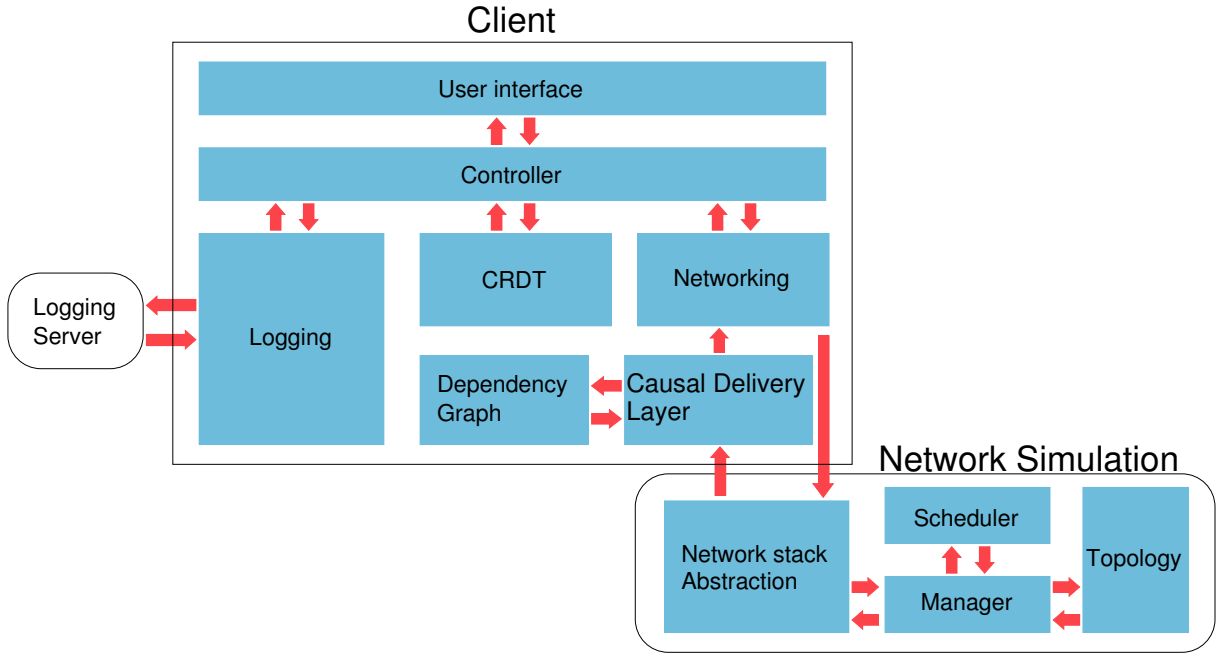 Client
User interface
Controller
CRDT
Networking
Logging
Server
Logging
Dependency
Graph
Causal Delivery
Layer
Network Simulation
Scheduler
Network stack
Abstraction
Topology
Manager